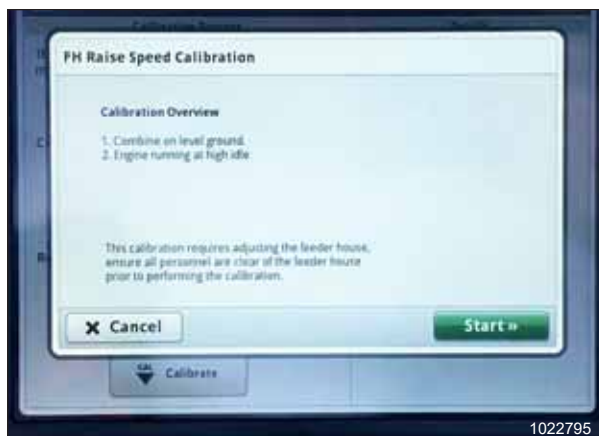 FH Raise Speed Calibration
Calibration Overview
1. Combine on level ground.
2. Engine running at high idle
This calibration requires adjusting the feeder house,
ensure all personnel are clear of the feeder house
prior to performing the calibration.
X Cancel
Start »
CAL
Calibrate
1022795